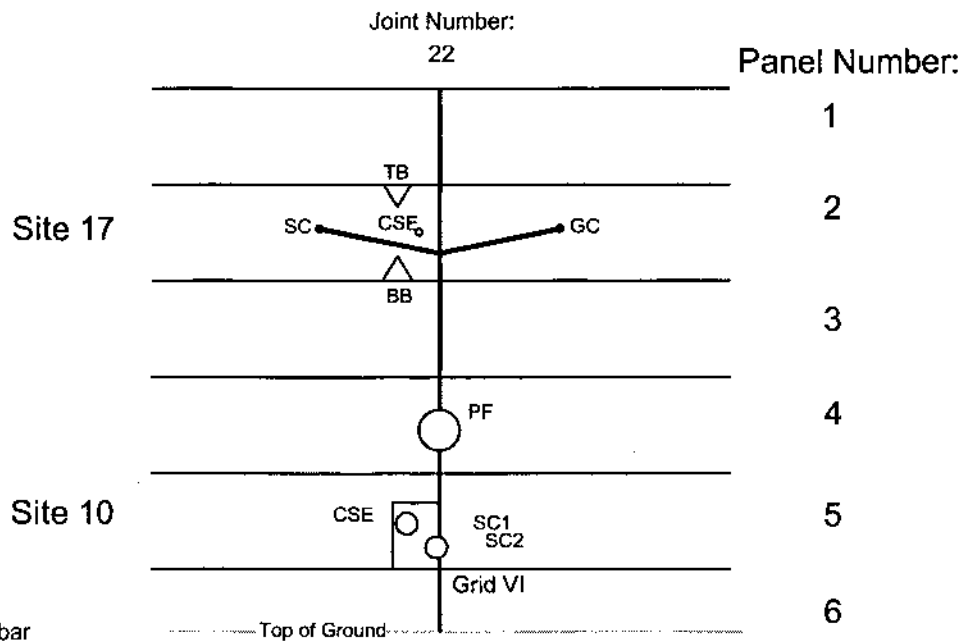 Joint Number:
22
Panel Number:
1
TB
2
Site 17
SC
CSE
GC
BB
3
PF
4
Site 10
CSE
SC1
5
SC2
Grid VI
6
bar
Top of Ground